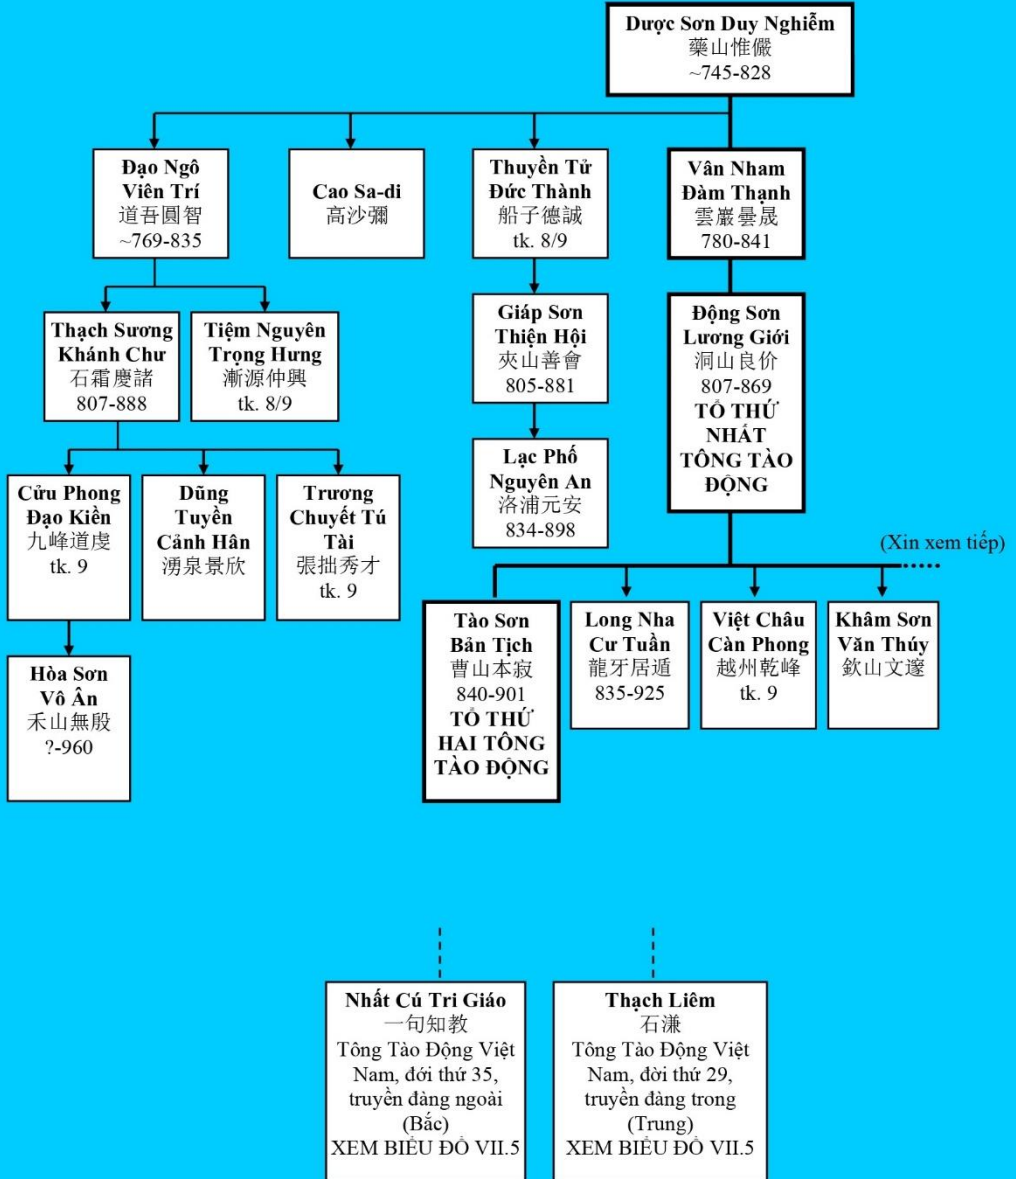 Dược Sơn Duy Nghiễm
藥山惟儼
~745-828
Đạo Ngô
Viên Trí
道吾圓智
~769-835
Cao Sa-di
高沙彌
Thuyền Tử
Đức Thành
船子德誠
tk. 8/9
Vân Nham
Đàm Thạnh
雲巖曇晟
780-841
Thạch Sương
Khánh Chư
石霜慶諸
807-888
Tiệm Nguyên
Trọng Hưng
漸源仲興
tk. 8/9
Giáp Sơn
Thiện Hội
夾山善會
805-881
Động Sơn
Lương Giới
洞山良价
807-869
TỔ THỨ
NHẤT
TÔNG TÀO
ĐỘNG
Cửu Phong
Đạo Kiền
九峰道虔
tk. 9
Dũng
Tuyền
Cảnh Hân
湧泉景欣
Trương
Chuyết Tú
Tài
張拙秀才
tk. 9
Lạc Phố
Nguyên An
洛浦元安
834-898
(Xin xem tiếp)
Hòa Sơn
Vô Ân
禾山無殷
?-960
Tào Sơn
Bản Tịch
曹山本寂
840-901
TỔ THỨ
HAI TÔNG
TÀO ĐỘNG
Long Nha
Cư Tuần
龍牙居遁
835-925
Việt Châu
Càn Phong
越州乾峰
tk. 9
Khâm Sơn
Văn Thúy
欽山文邃
Nhất Cú Tri Giáo
一句知教
Tông Tào Động Việt
Nam, đới thứ 35,
truyền đàng ngoài
(Bắc)
XEM BIỂU ĐỒ VII.5
Thạch Liêm
石溓
Tông Tào Động Việt
Nam, đời thứ 29,
truyền đàng trong
(Trung)
XEM BIỂU ĐỒ VII.5